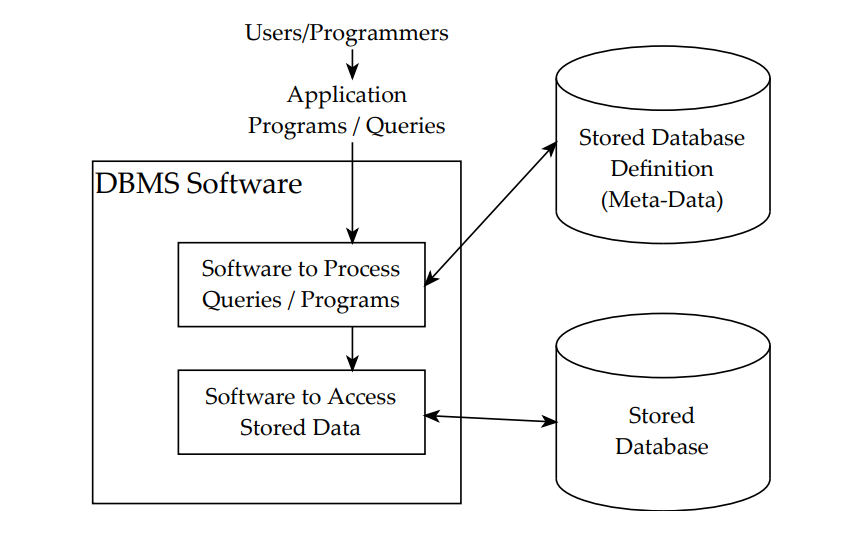 Users/Programmers
Application
Programs / Queries
DBMS Software
Software to Process
Queries / Programs
Software to Access
Stored Data
Stored Database
Definition
(Meta-Data)
Stored
Database